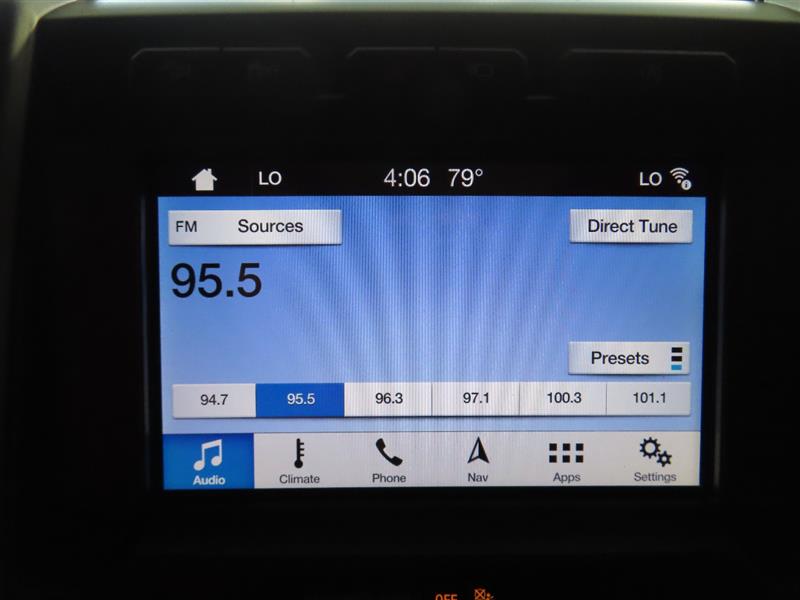 LO 4:06 79° LO
FM Sources Direct Tune
95.5
Presets
94.7 95.5 96.3 97.1 100.3 101.1
Audio Climate Phone Nav Apps Settings
OFF